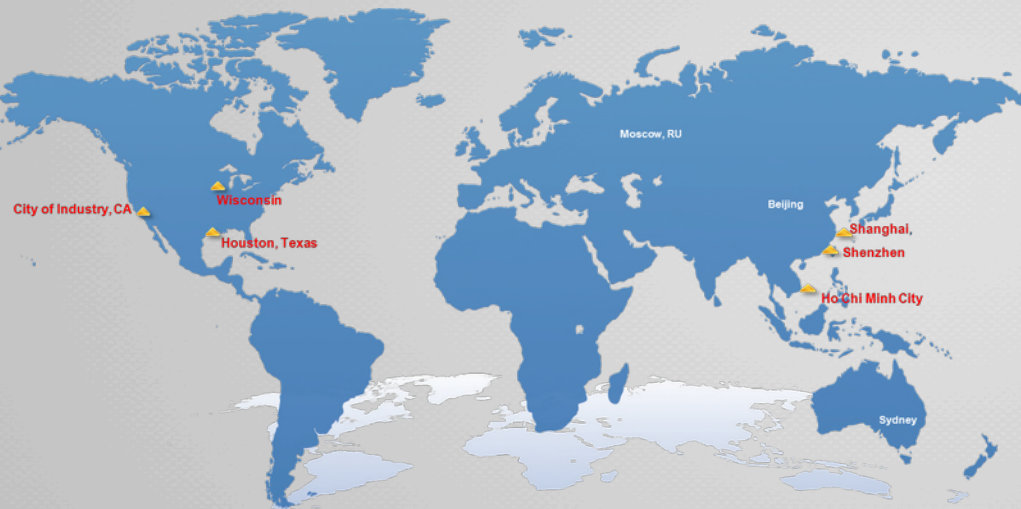 Moscow, RU
Wisconsin
City of Industry, CA
Beijing
Shanghai,
Houston, Texas
Shenzhen
Ho Chi Minh City
Sydney